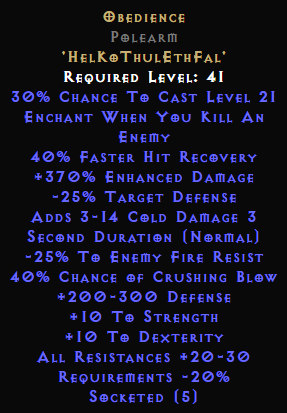 Obedience
Polearm
'HelKoThulEthFal'
Required Level: 41
30% Chance To Cast Level 21
Enchant When You Kill An
Enemy
40% Faster Hit Recovery
+370% Enhanced Damage
-25% Target Defense
Adds 3-14 Cold Damage 3
Second Duration (Normal)
-25% To Enemy Fire Resist
40% Chance of Crushing Blow
+200-300 Defense
+10 To Strength
+10 To Dexterity
All Resistances +20-30
Requirements -20%
Socketed (5)